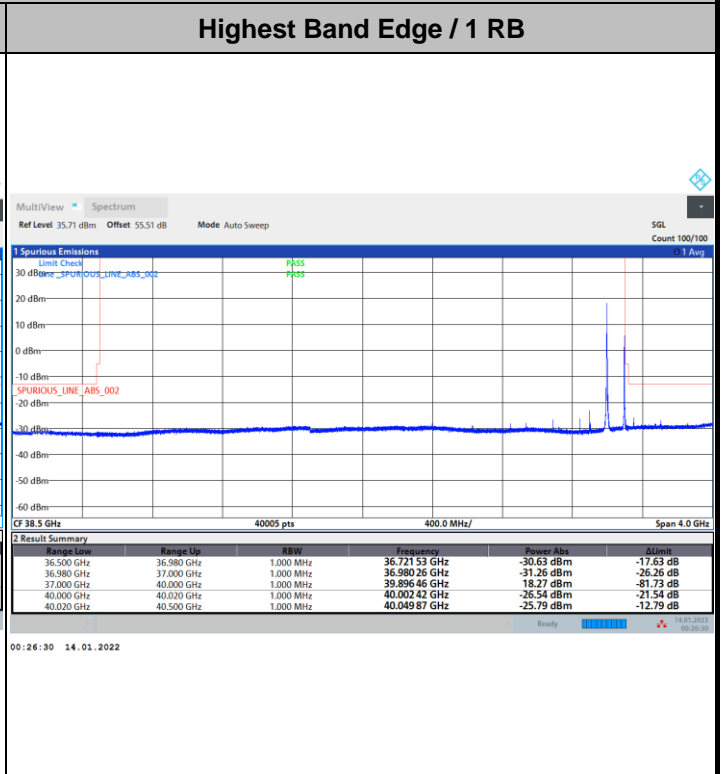 Highest Band Edge / 1 RB
MultiView Spectrum
Ref Level 35.71 dBm Offset 55.51 dB Mode Auto Sweep SGL
Count 100/100
1 Spurious Emissions 1 Avg
Limit Check PASS
30 dBm Line _SPURIOUS_LINE_ABS_002 PASS
20 dBm
10 dBm
0 dBm
-10 dBm
_SPURIOUS_LINE_ABS_002
-20 dBm
-30 dBm
-40 dBm
-50 dBm
-60 dBm
CF 38.5 GHz 40005 pts 400.0 MHz/ Span 4.0 GHz
2 Result Summary
Range Low Range Up RBW Frequency Power Abs ΔLimit
36.500 GHz 36.980 GHz 1.000 MHz 36.721 53 GHz -30.63 dBm -17.63 dB
36.980 GHz 37.000 GHz 1.000 MHz 36.980 26 GHz -31.26 dBm -26.26 dB
37.000 GHz 40.000 GHz 1.000 MHz 39.896 46 GHz 18.27 dBm -81.73 dB
40.000 GHz 40.020 GHz 1.000 MHz 40.002 42 GHz -26.54 dBm -21.54 dB
40.020 GHz 40.500 GHz 1.000 MHz 40.049 87 GHz -25.79 dBm -12.79 dB
Ready 14.01.2022
00:26:30
00:26:30 14.01.2022